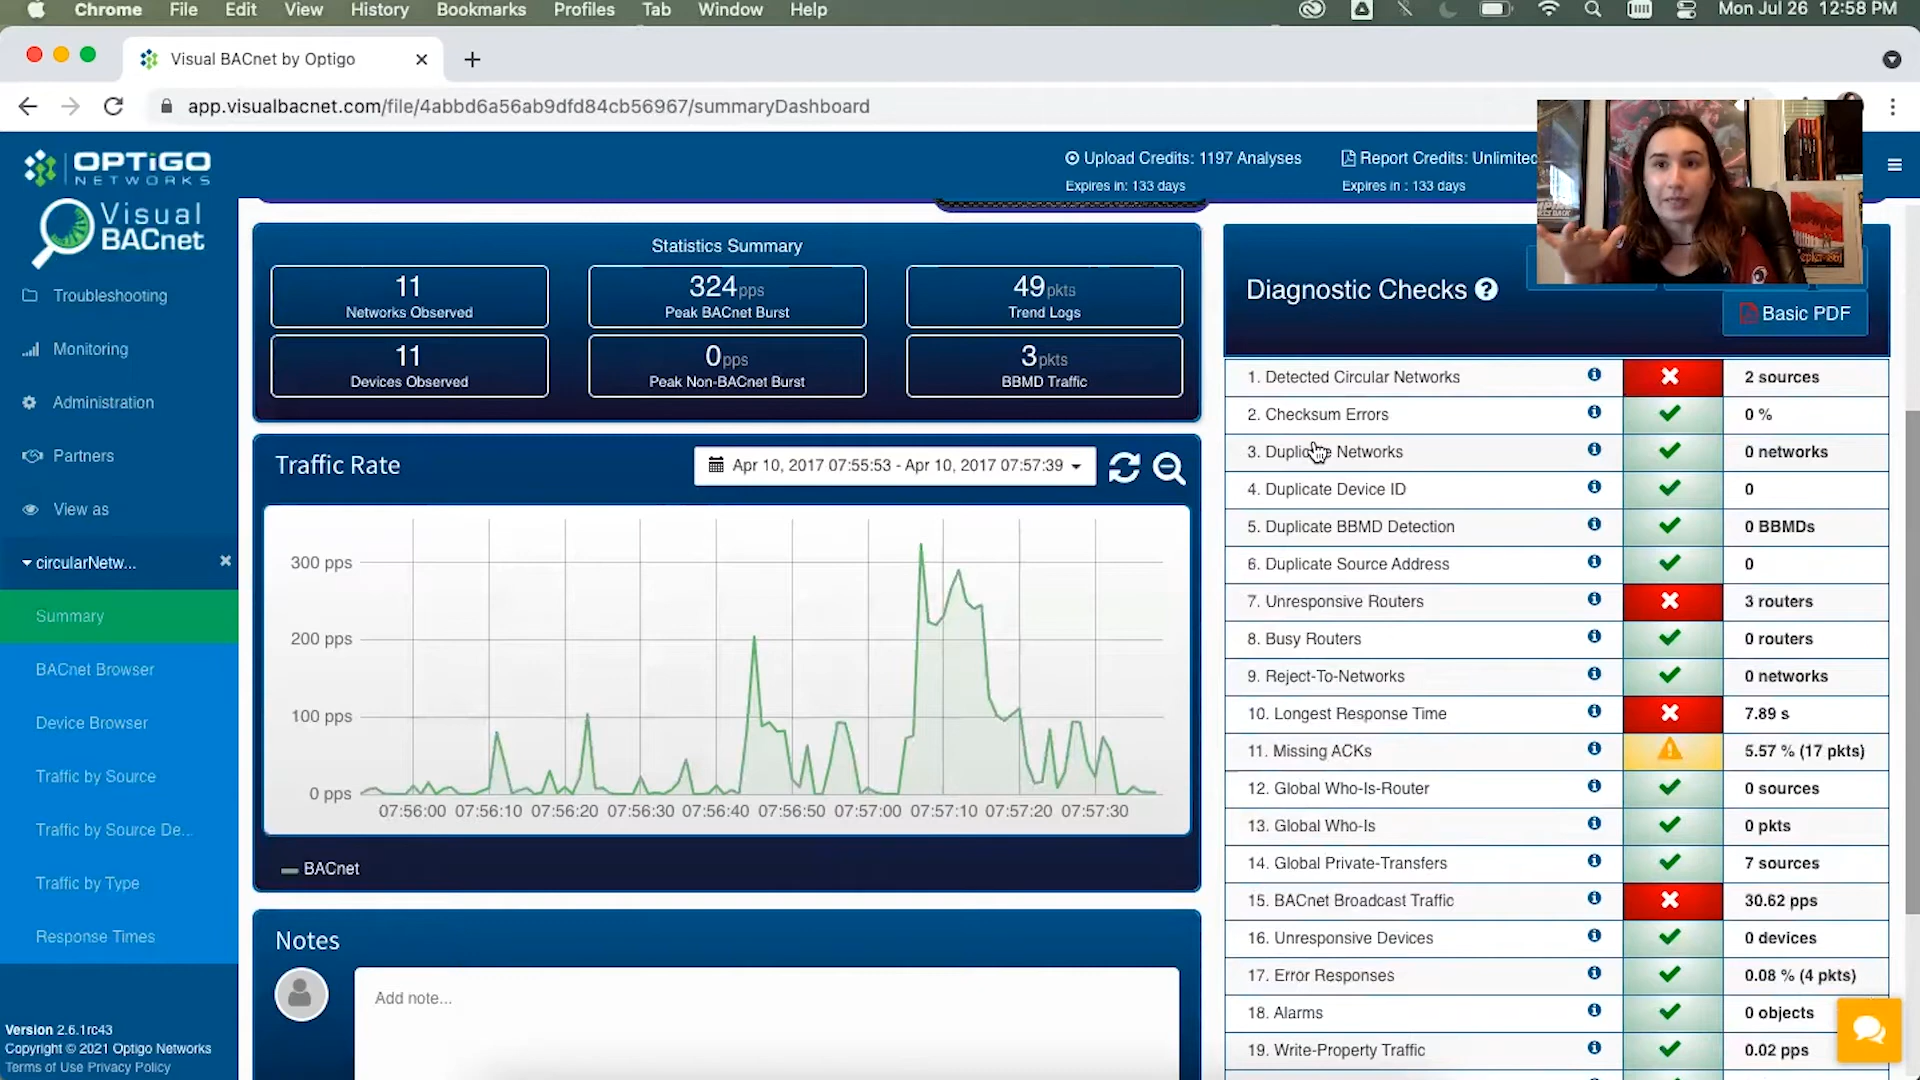 Chrome File Edit View History Bookmarks Profiles Tab Window Help Mon Jul 26 12:58 PM
Visual BACnet by Optigo
app.visualbacnet.com/file/4abbd6a56ab9dfd84cb56967/summaryDashboard
OPTiGO
NETWORKS
Visual
BACnet
Upload Credits: 1197 Analyses
Expires in: 133 days
Report Credits: Unlimited
Expires in : 133 days
Troubleshooting
Monitoring
Administration
Partners
View as
circularNetw...
Summary
BACnet Browser
Device Browser
Traffic by Source
Traffic by Source De...
Traffic by Type
Response Times
Version 2.6.1rc43
Copyright © 2021 Optigo Networks
Terms of Use Privacy Policy
Statistics Summary
11
Networks Observed
324 pps
Peak BACnet Burst
49 pkts
Trend Logs
11
Devices Observed
0 pps
Peak Non-BACnet Burst
3 pkts
BBMD Traffic
Traffic Rate
Apr 10, 2017 07:55:53 - Apr 10, 2017 07:57:39
300 pps
200 pps
100 pps
0 pps
07:56:00 07:56:10 07:56:20 07:56:30 07:56:40 07:56:50 07:57:00 07:57:10 07:57:20 07:57:30
BACnet
Notes
Add note...
Diagnostic Checks
Basic PDF
1. Detected Circular Networks 2 sources
2. Checksum Errors 0 %
3. Duplicate Networks 0 networks
4. Duplicate Device ID 0
5. Duplicate BBMD Detection 0 BBMDs
6. Duplicate Source Address 0
7. Unresponsive Routers 3 routers
8. Busy Routers 0 routers
9. Reject-To-Networks 0 networks
10. Longest Response Time 7.89 s
11. Missing ACKs 5.57 % (17 pkts)
12. Global Who-Is-Router 0 sources
13. Global Who-Is 0 pkts
14. Global Private-Transfers 7 sources
15. BACnet Broadcast Traffic 30.62 pps
16. Unresponsive Devices 0 devices
17. Error Responses 0.08 % (4 pkts)
18. Alarms 0 objects
19. Write-Property Traffic 0.02 pps